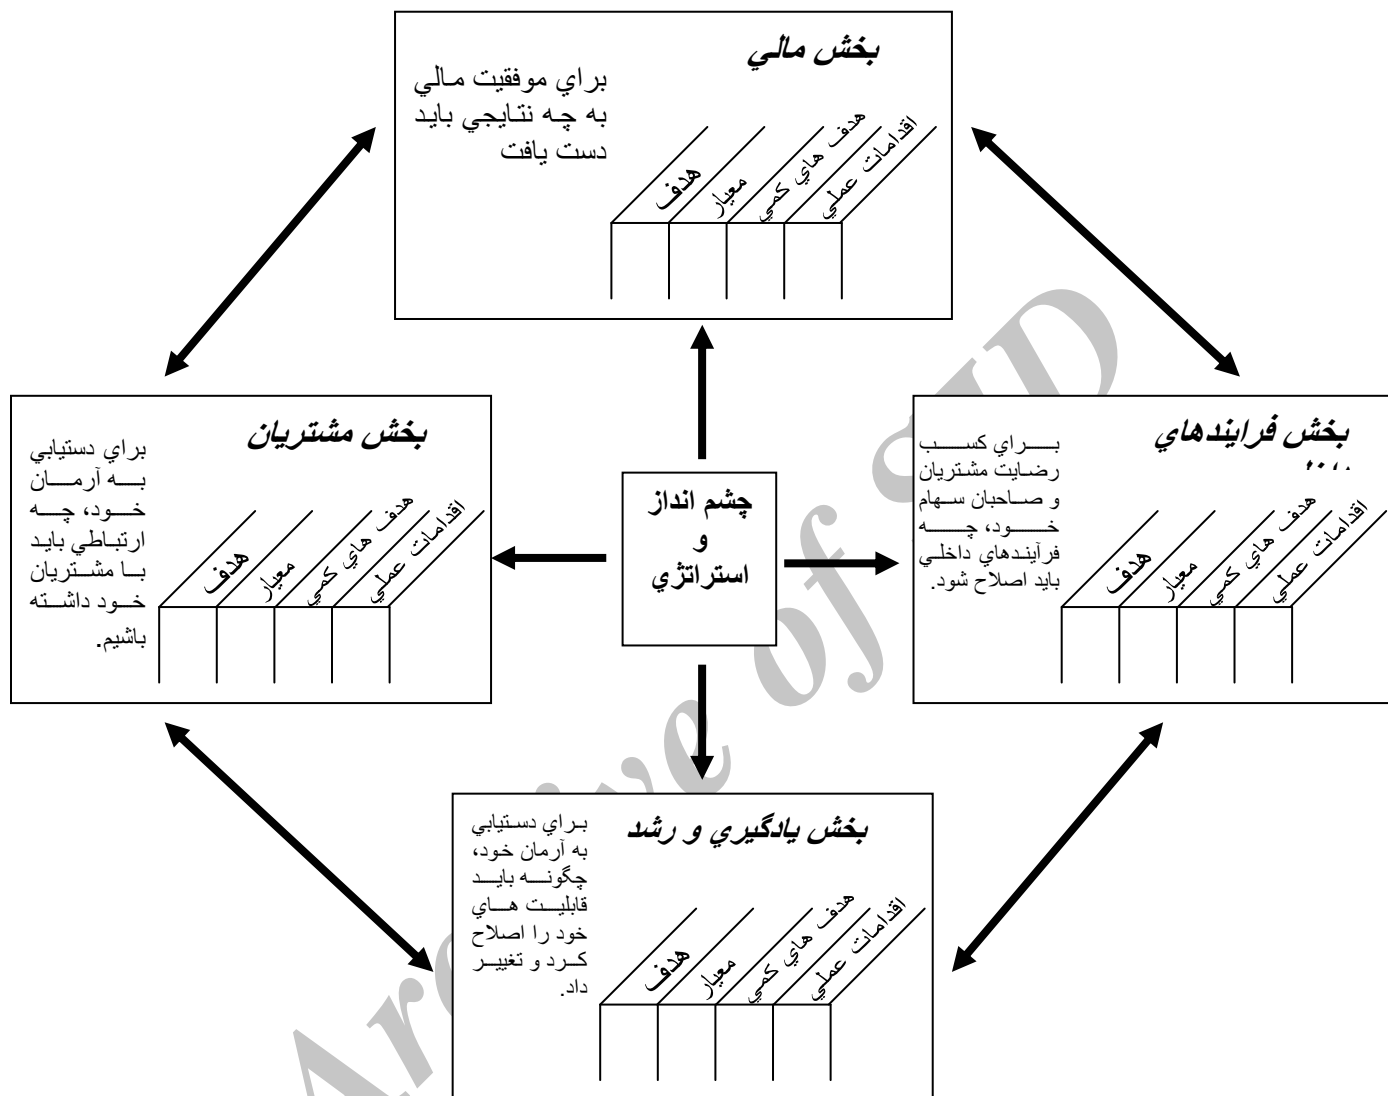 بخش مالي
براي موفقيت مالي
به چه نتايجي بايد
دست يافت
هدف
معيار
هدف هاي كمي
اقدامات عملي
بخش فرايندهاي
براي كسب
رضايت مشتريان
و صاحبان سهام
خود، چه
فرآيندهاي داخلي
بايد اصلاح شود.
هدف
معيار
هدف هاي كمي
اقدامات عملي
چشم انداز
و
استراتژي
بخش مشتريان
براي دستيابي
به آرمان
خود، چه
ارتباطي بايد
با مشتريان
خود داشته
باشيم.
هدف
معيار
هدف هاي كمي
اقدامات عملي
بخش يادگيري و رشد
براي دستيابي
به آرمان خود،
چگونه بايد
قابليت هاي
خود را اصلاح
كرد و تغيير
داد.
هدف
معيار
هدف هاي كمي
اقدامات عملي
Archive of SID